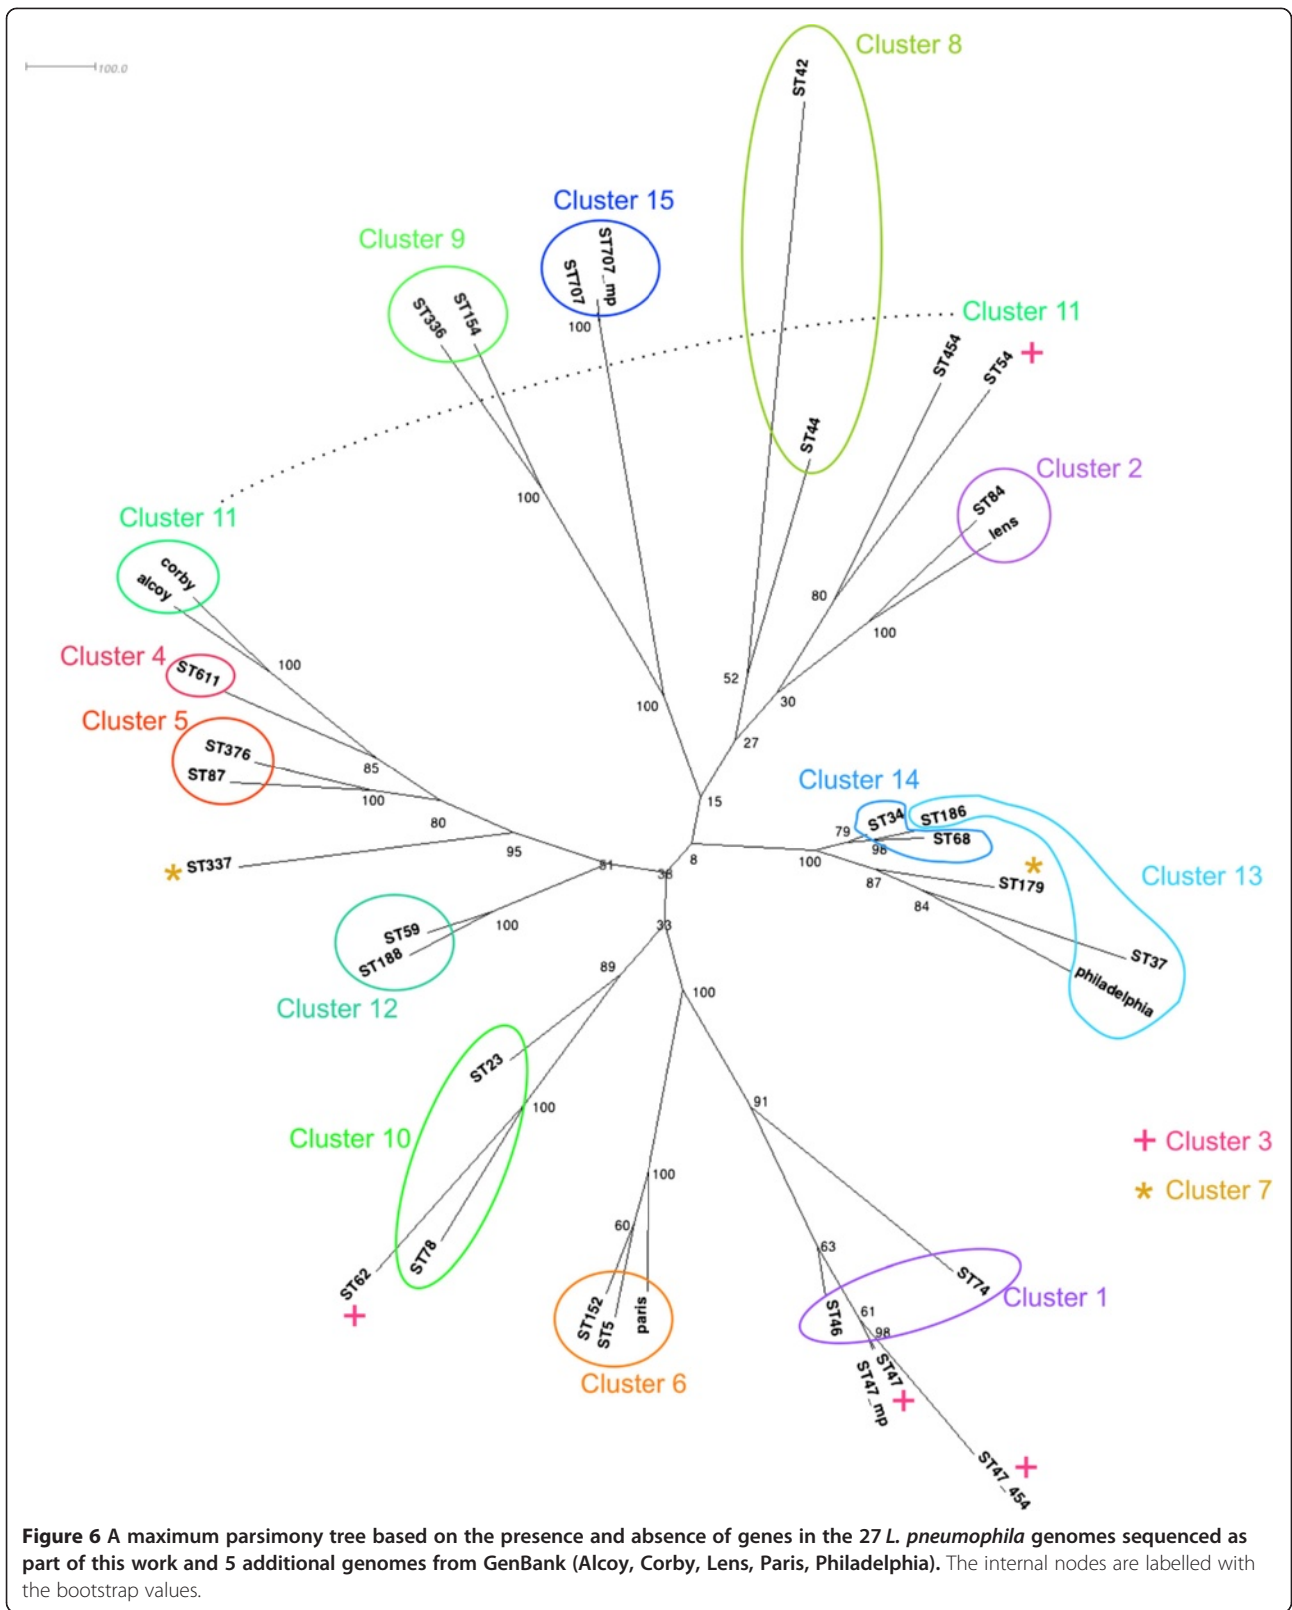 100.0
Cluster 8
ST42
Cluster 15
ST707_mp
ST707
100
Cluster 9
ST154
ST336
100
Cluster 11
ST454
ST54
+
ST44
Cluster 2
ST84
lens
Cluster 11
corby
alcoy
100
80
100
Cluster 4
ST611
52
30
100
Cluster 5
ST376
ST87
85
100
27
80
15
Cluster 14
ST34
ST186
79
ST68
98
ST337
*
95
51
38
8
100
87
*
ST179
84
Cluster 13
ST59
ST188
100
33
ST37
philadelphia
Cluster 12
89
100
ST23
100
91
Cluster 10
+ Cluster 3
* Cluster 7
100
60
63
ST78
ST62
+
ST74
Cluster 1
ST152
ST5
paris
ST46
61
98
ST47
ST47_mp
+
Cluster 6
+
ST47_454
Figure 6 A maximum parsimony tree based on the presence and absence of genes in the 27 L. pneumophila genomes sequenced as
part of this work and 5 additional genomes from GenBank (Alcoy, Corby, Lens, Paris, Philadelphia). The internal nodes are labelled with
the bootstrap values.